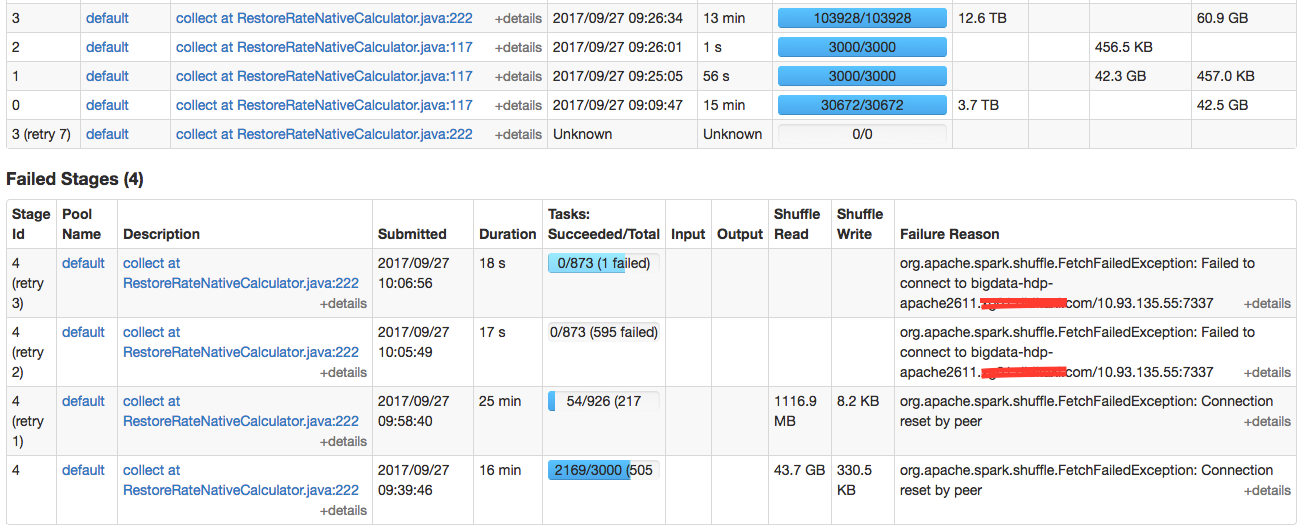 3 default collect at RestoreRateNativeCalculator.java:222 +details 2017/09/27 09:26:34 13 min 103928/103928 12.6 TB 60.9 GB
2 default collect at RestoreRateNativeCalculator.java:117 +details 2017/09/27 09:26:01 1 s 3000/3000 456.5 KB
1 default collect at RestoreRateNativeCalculator.java:117 +details 2017/09/27 09:25:05 56 s 3000/3000 42.3 GB 457.0 KB
0 default collect at RestoreRateNativeCalculator.java:117 +details 2017/09/27 09:09:47 15 min 30672/30672 3.7 TB 42.5 GB
3 (retry 7) default collect at RestoreRateNativeCalculator.java:222 +details Unknown Unknown 0/0
Failed Stages (4)
Stage Pool Tasks: Shuffle Shuffle
Id Name Description Submitted Duration Succeeded/Total Input Output Read Write Failure Reason
4 default collect at 2017/09/27 18 s 0/873 (1 failed) org.apache.spark.shuffle.FetchFailedException: Failed to
(retry RestoreRateNativeCalculator.java:222 10:06:56 connect to bigdata-hdp-
3) +details apache2611. com/10.93.135.55:7337 +details
4 default collect at 2017/09/27 17 s 0/873 (595 failed) org.apache.spark.shuffle.FetchFailedException: Failed to
(retry RestoreRateNativeCalculator.java:222 10:05:49 connect to bigdata-hdp-
2) +details apache2611. com/10.93.135.55:7337 +details
4 default collect at 2017/09/27 25 min 54/926 (217 1116.9 8.2 KB org.apache.spark.shuffle.FetchFailedException: Connection
(retry RestoreRateNativeCalculator.java:222 09:58:40 MB reset by peer +details
1) +details
4 default collect at 2017/09/27 16 min 2169/3000 (505 43.7 GB 330.5 org.apache.spark.shuffle.FetchFailedException: Connection
RestoreRateNativeCalculator.java:222 09:39:46 KB reset by peer +details
+details